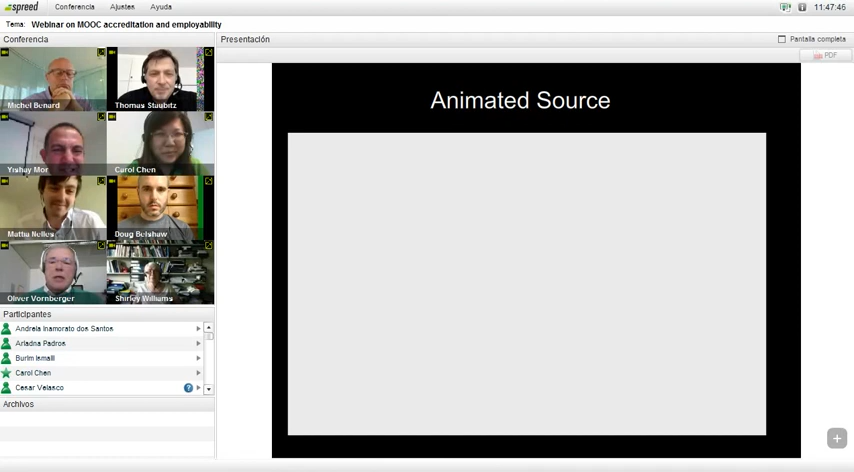 spreed
Conferencia Ajustes Ayuda
11:47:46
Tema: Webinar on MOOC accreditation and employability
Conferencia
Presentación
Pantalla completa
PDF
Michel Benard
Thomas Staubitz
Yishay Mor
Carol Chen
Mattia Nelles
Doug Belshaw
Oliver Vornberger
Shirley Williams
Animated Source
Participantes
Andreia Inamorato dos Santos
Ariadna Padros
Burim Ismaili
Carol Chen
Cesar Velasco
Archivos